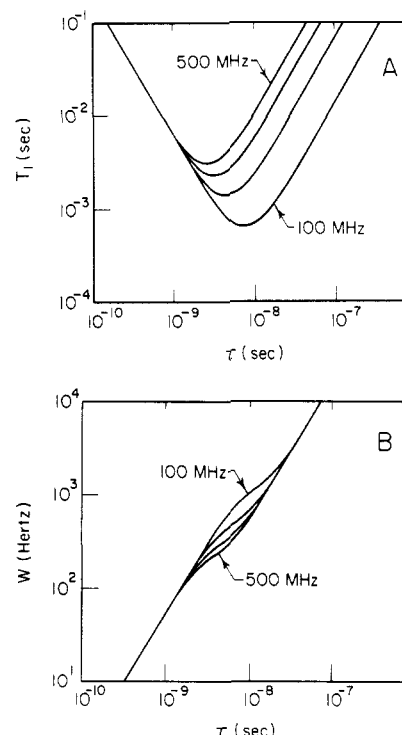 10⁻¹
500 MHz
A
10⁻²
T₁ (sec)
10⁻³
100 MHz
10⁻⁴
10⁻¹⁰ 10⁻⁹ 10⁻⁸ 10⁻⁷
τ (sec)
10⁴
B
100 MHz
10³
W (Hertz)
10²
500 MHz
10¹
10⁻¹⁰ 10⁻⁹ 10⁻⁸ 10⁻⁷
τ (sec)